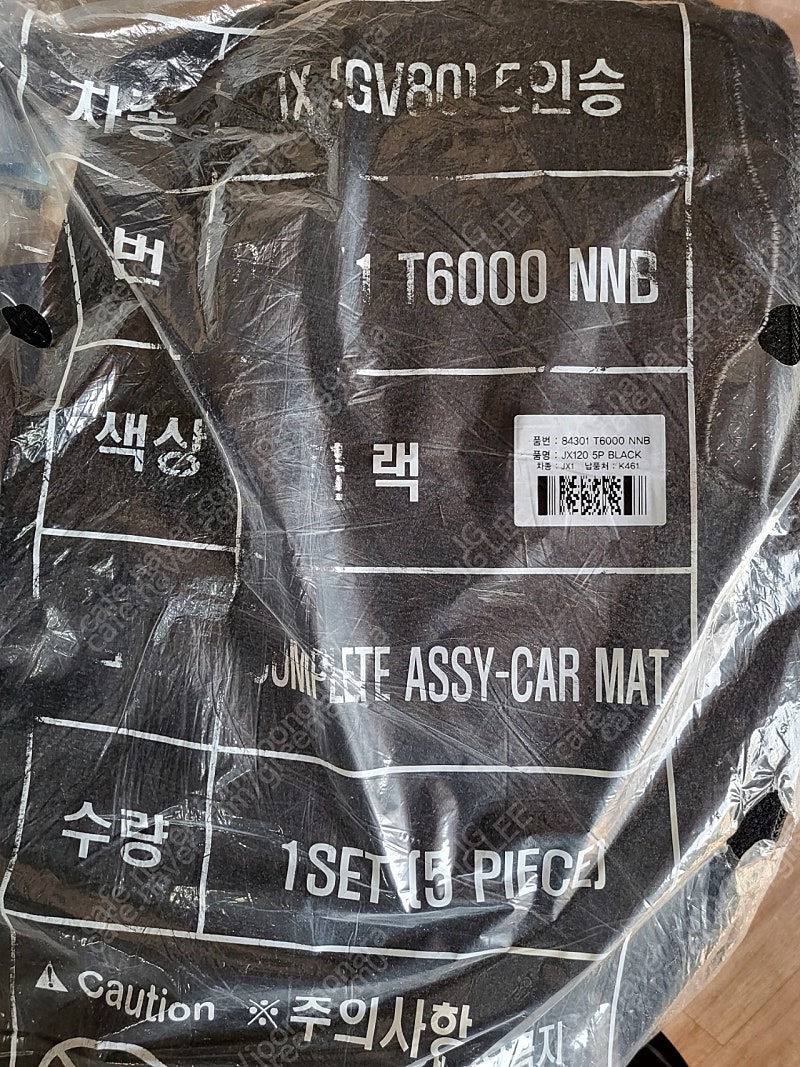 차종 JX (GV80) 5인승
번 1 T6000 NNB
색상 랙
품번 : 84301 T6000 NNB
품명 : JX120 5P BLACK
차종 : JX1 납품처 : K461
COMPLETE ASSY-CAR MAT
수량 1SET (5 PIECE)
⚠ Caution ※주의사항